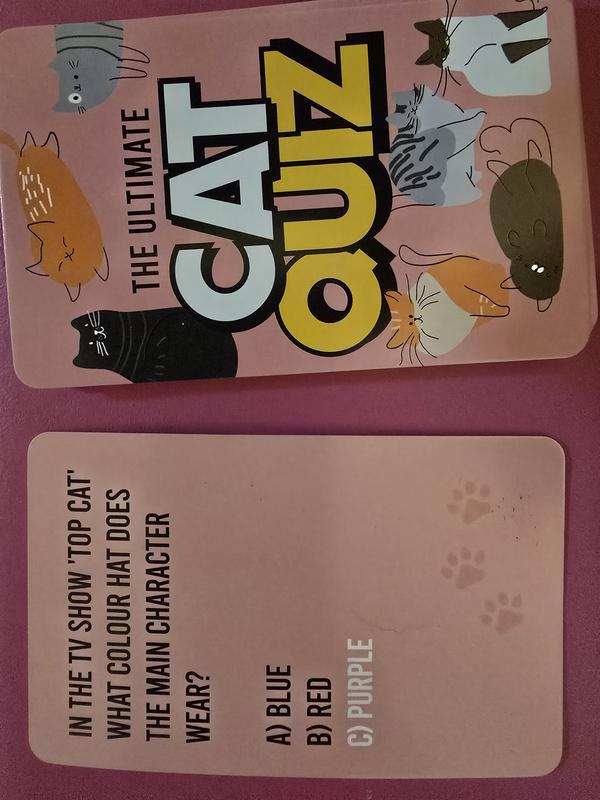 THE ULTIMATE
CAT
QUIZ
IN THE TV SHOW 'TOP CAT'
WHAT COLOUR HAT DOES
THE MAIN CHARACTER
WEAR?
A) BLUE
B) RED
C) PURPLE